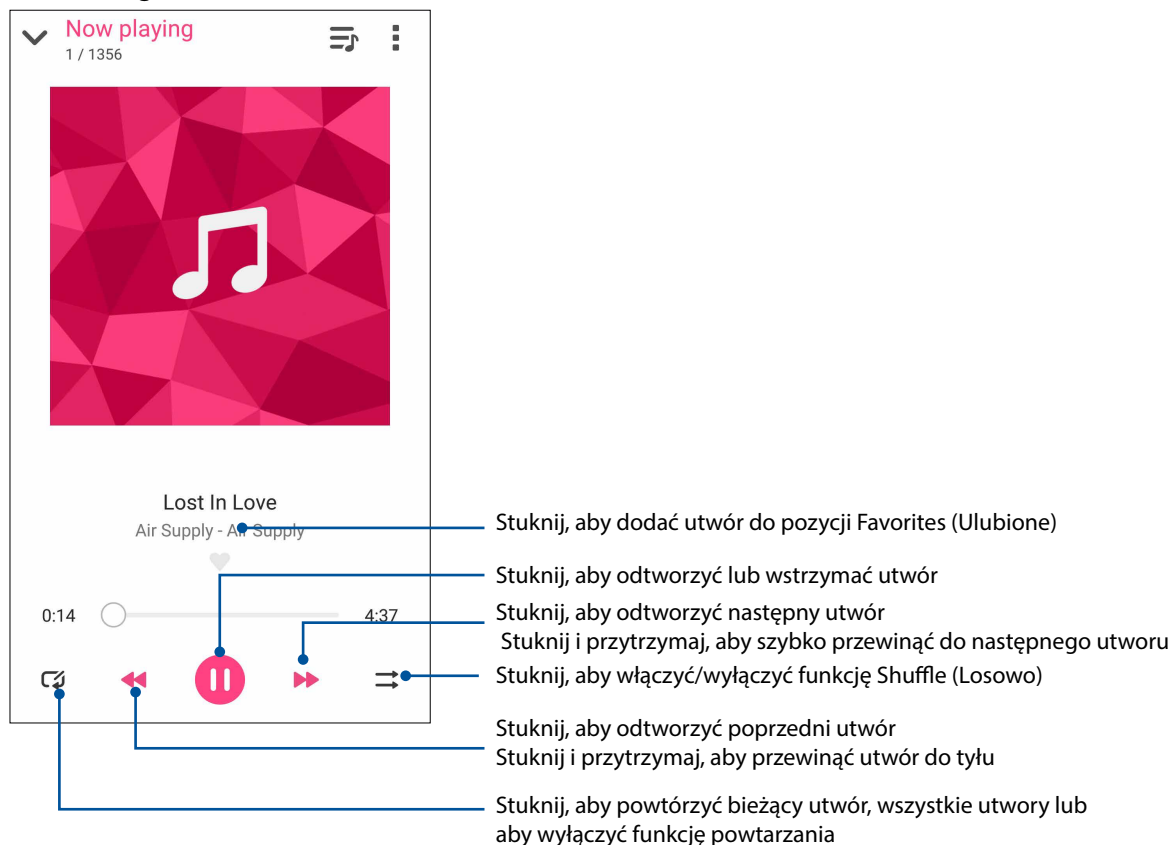 Now playing
1 / 1356
Lost In Love
Air Supply - Air Supply
0:14
4:37
Stuknij, aby dodać utwór do pozycji Favorites (Ulubione)
Stuknij, aby odtworzyć lub wstrzymać utwór
Stuknij, aby odtworzyć następny utwór
Stuknij i przytrzymaj, aby szybko przewinąć do następnego utworu
Stuknij, aby włączyć/wyłączyć funkcję Shuffle (Losowo)
Stuknij, aby odtworzyć poprzedni utwór
Stuknij i przytrzymaj, aby przewinąć utwór do tyłu
Stuknij, aby powtórzyć bieżący utwór, wszystkie utwory lub
aby wyłączyć funkcję powtarzania